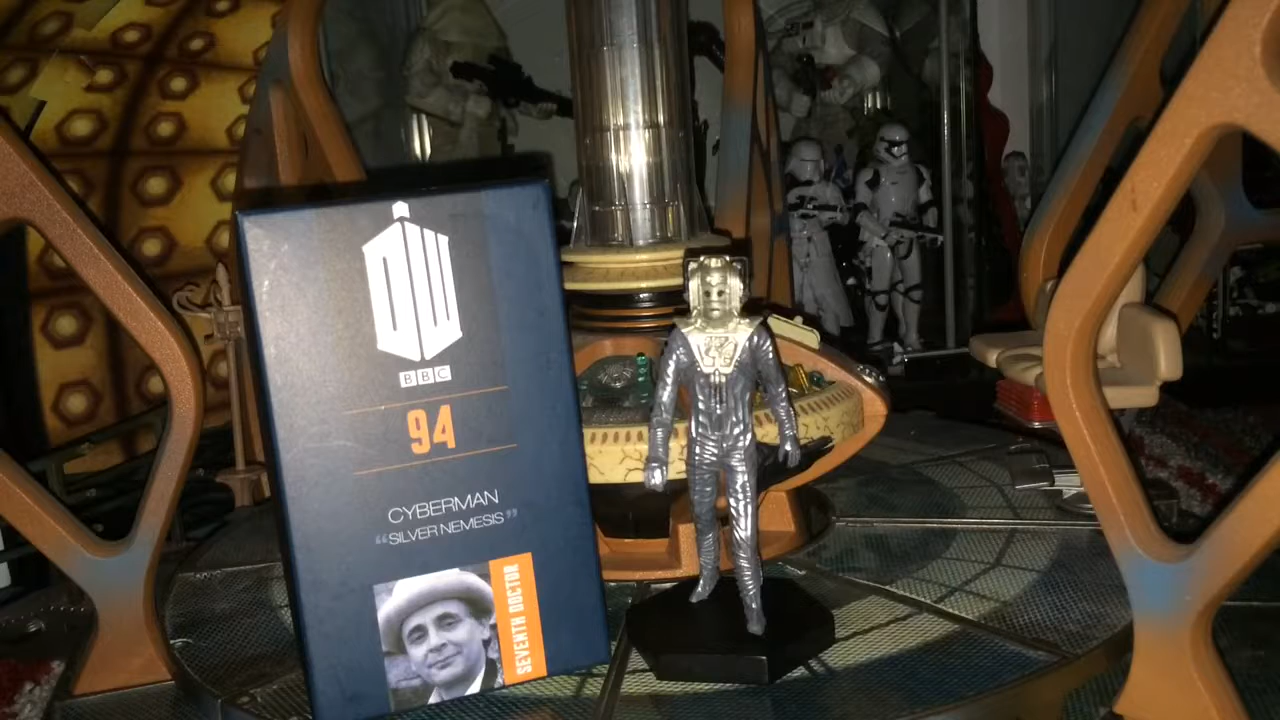 DW
BBC
94
CYBERMAN
“SILVER NEMESIS”
SEVENTH DOCTOR